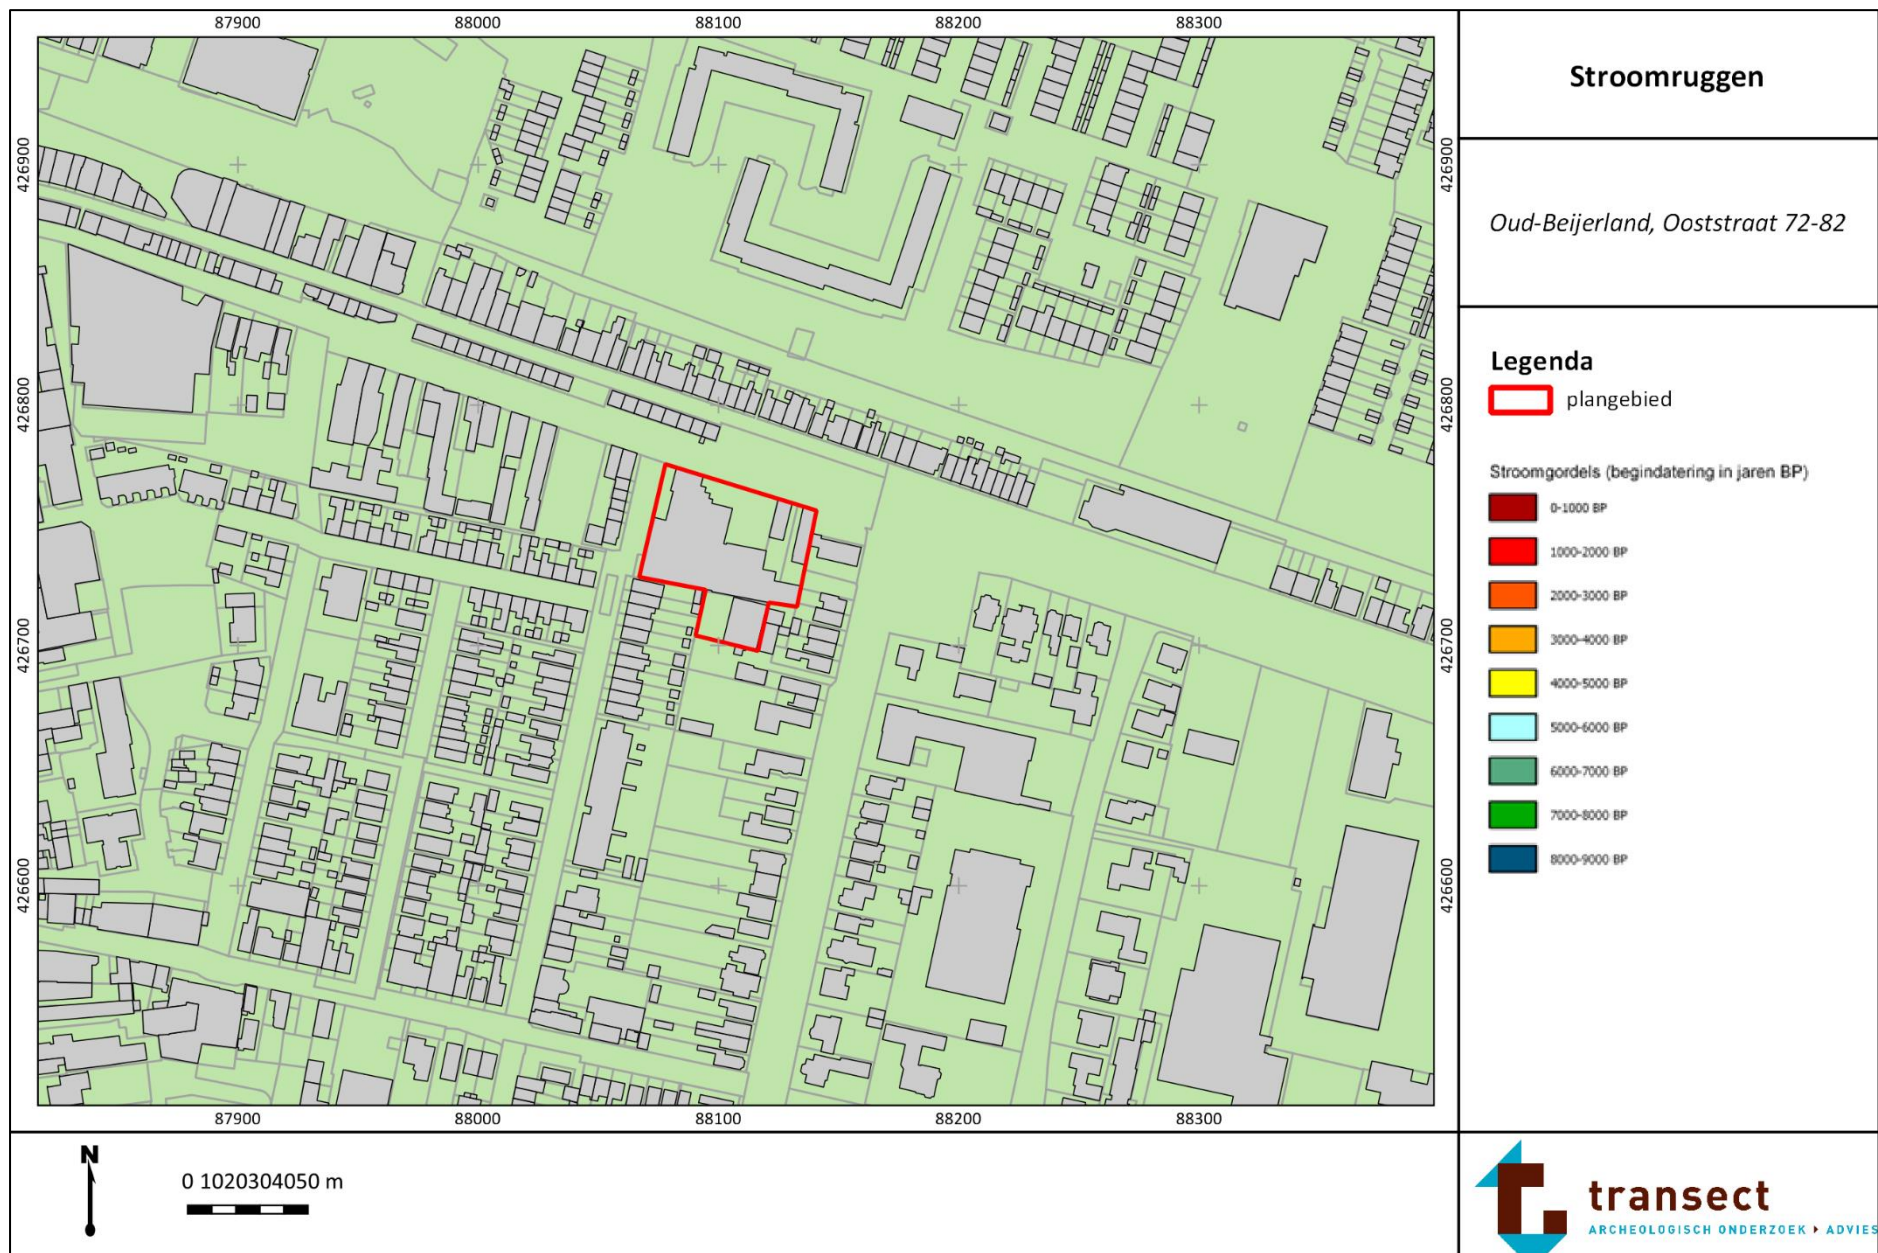 87900 88000 88100 88200 88300
426900
426800
426700
426600
426900
426800
426700
426600
87900 88000 88100 88200 88300
N
0 1020304050 m
Stroomruggen
Oud-Beijerland, Ooststraat 72-82
Legenda
plangebied
Stroomgordels (begindatering in jaren BP)
0-1000 BP
1000-2000 BP
2000-3000 BP
3000-4000 BP
4000-5000 BP
5000-6000 BP
6000-7000 BP
7000-8000 BP
8000-9000 BP
transect
ARCHEOLOGISCH ONDERZOEK ▸ ADVIES